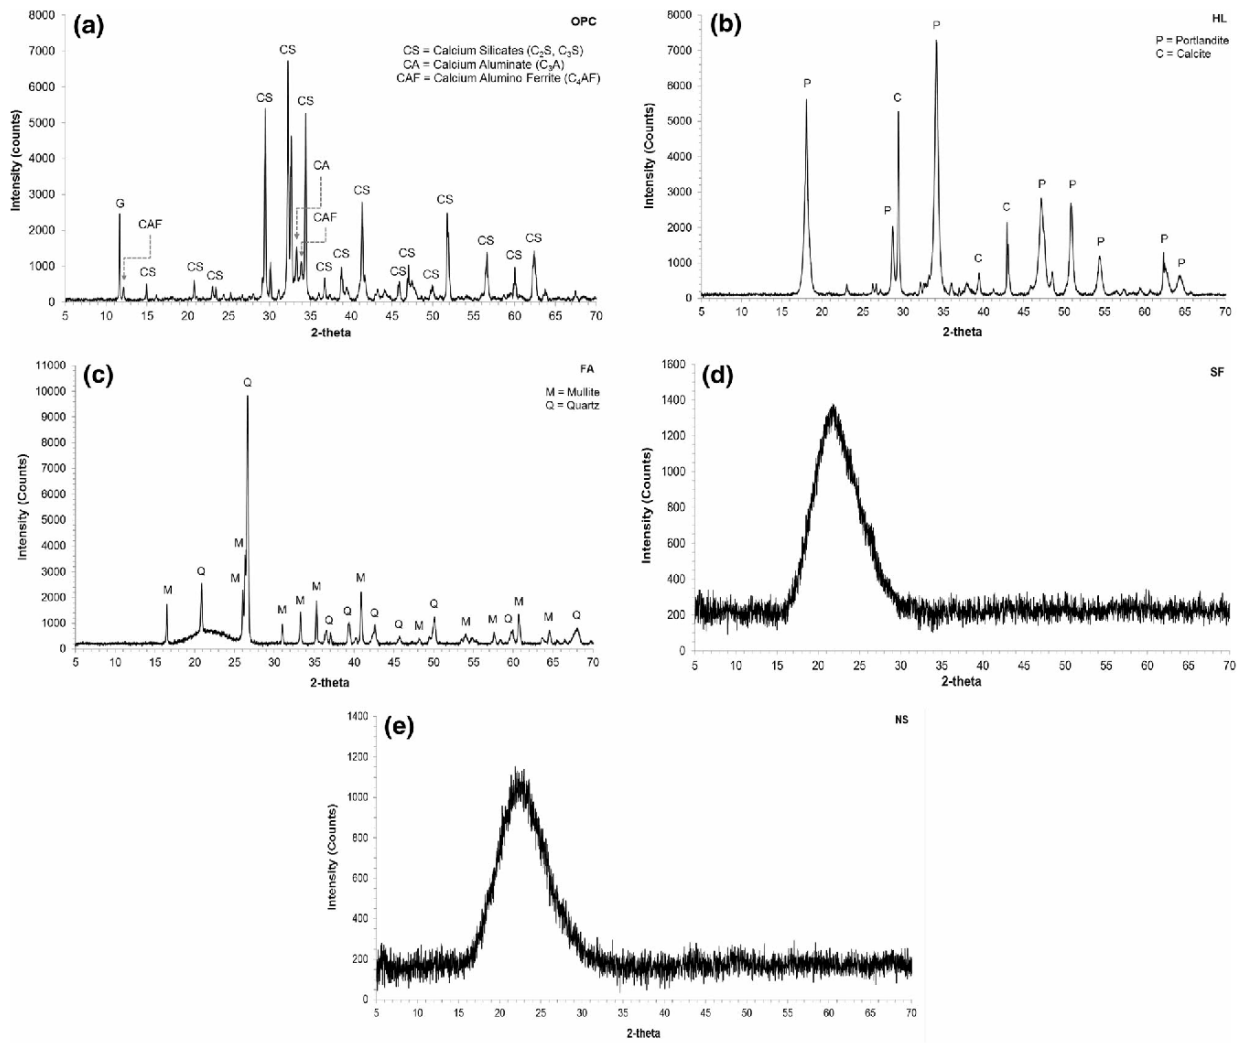 (a)
OPC
CS = Calcium Silicates (C₂S, C₃S)
CA = Calcium Aluminate (C₃A)
CAF = Calcium Alumino Ferrite (C₄AF)
Intensity (counts)
8000
7000
6000
5000
4000
3000
2000
1000
0
G
CAF
CS
CS
CS
CS
CS
CS
CA
CAF
CS
CS
CS
CS
CS
CS
CS
CS
CS
CS
5 10 15 20 25 30 35 40 45 50 55 60 65 70
2-theta
(b)
HL
P = Portlandite
C = Calcite
Intensity (Counts)
8000
7000
6000
5000
4000
3000
2000
1000
0
P
P
C
P
C
C
P
P
P
P
P
5 10 15 20 25 30 35 40 45 50 55 60 65 70
2-theta
(c)
FA
M = Mullite
Q = Quartz
Intensity (Counts)
11000
10000
9000
8000
7000
6000
5000
4000
3000
2000
1000
0
M
Q
M
M
Q
M
M
M
Q
Q
M
Q
Q
M
Q
M
M
Q
M
M
Q
5 10 15 20 25 30 35 40 45 50 55 60 65 70
2-theta
(d)
SF
Intensity (Counts)
1600
1400
1200
1000
800
600
400
200
0
5 10 15 20 25 30 35 40 45 50 55 60 65 70
2-theta
(e)
NS
Intensity (Counts)
1400
1200
1000
800
600
400
200
0
5 10 15 20 25 30 35 40 45 50 55 60 65 70
2-theta